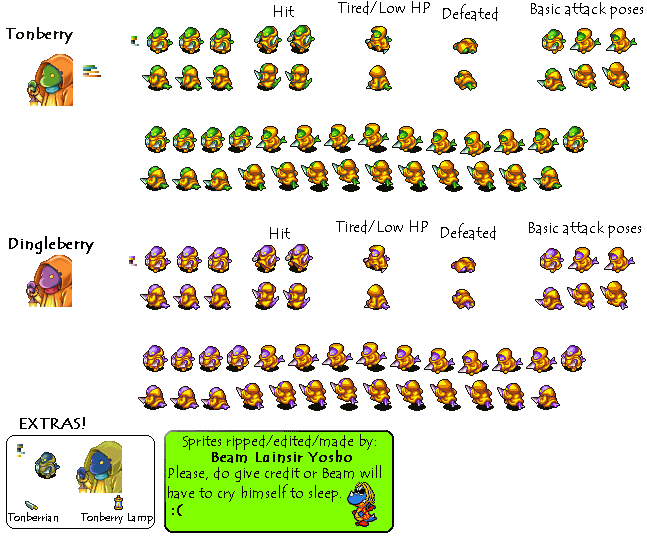 Hit
Tired/Low HP
Defeated
Basic attack poses
Tonberry
Dingleberry
Hit
Tired/Low HP
Defeated
Basic attack poses
EXTRAS!
Tonberrian
Tonberry Lamp
Sprites ripped/edited/made by:
Beam Luinsir Yosho
Please, do give credit or Beam will
have to cry himself to sleep.
:(